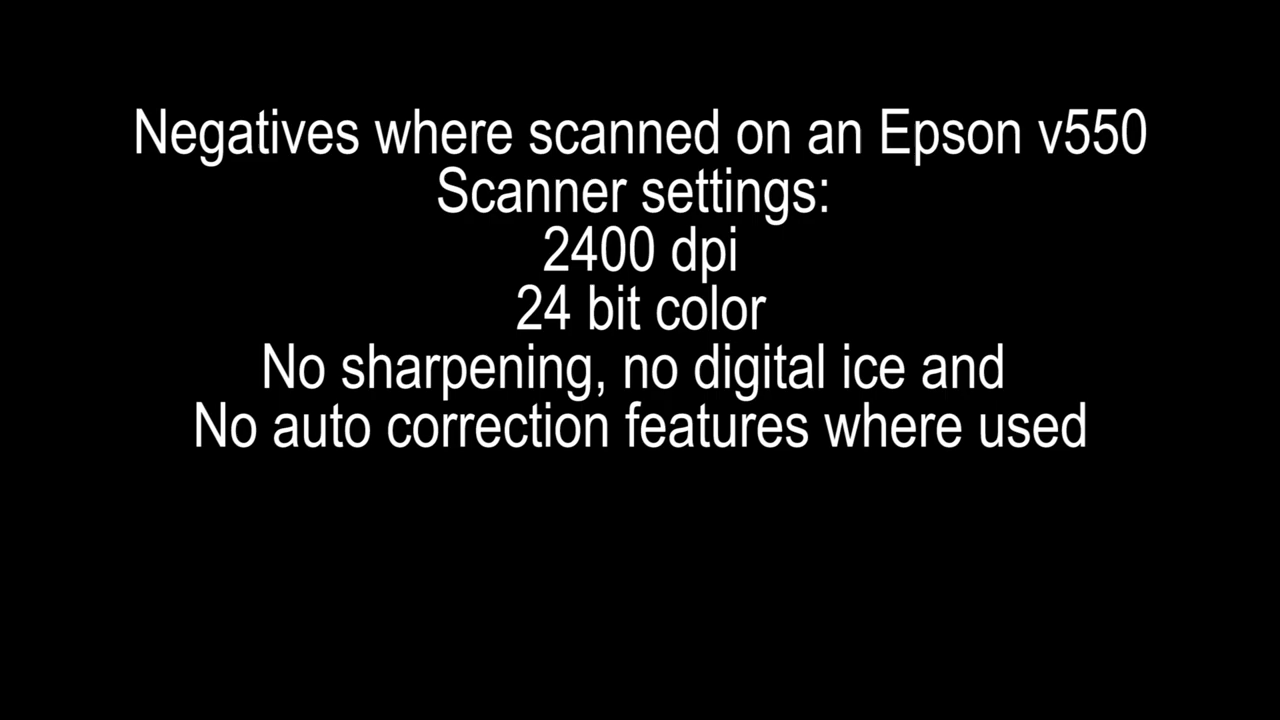 Negatives where scanned on an Epson v550
Scanner settings:
2400 dpi
24 bit color
No sharpening, no digital ice and
No auto correction features where used